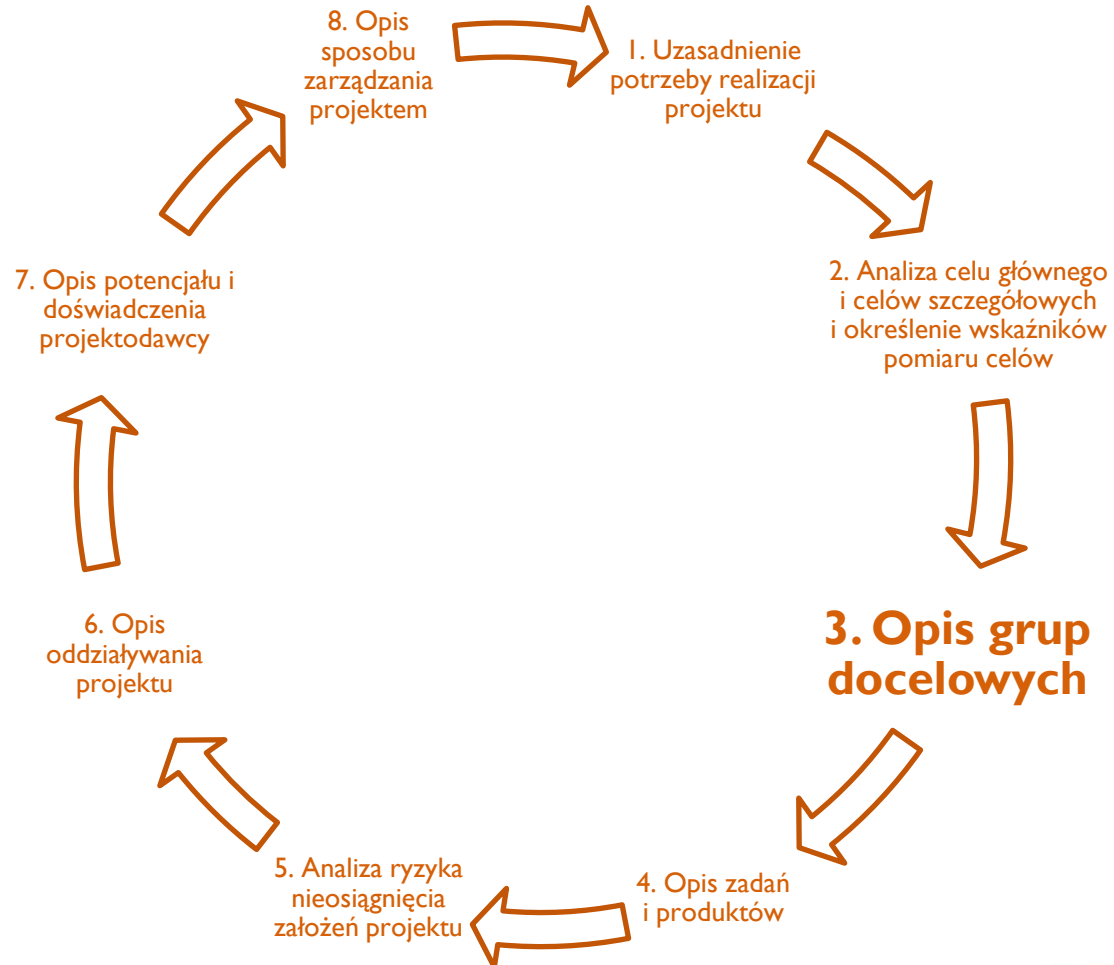 1. Uzasadnienie
potrzeby realizacji
projektu
2. Analiza celu głównego
i celów szczegółowych
i określenie wskaźników
pomiaru celów
3. Opis grup
docelowych
4. Opis zadań
i produktów
5. Analiza ryzyka
nieosiągnięcia
założeń projektu
6. Opis
oddziaływania
projektu
7. Opis potencjału i
doświadczenia
projektodawcy
8. Opis
sposobu
zarządzania
projektem